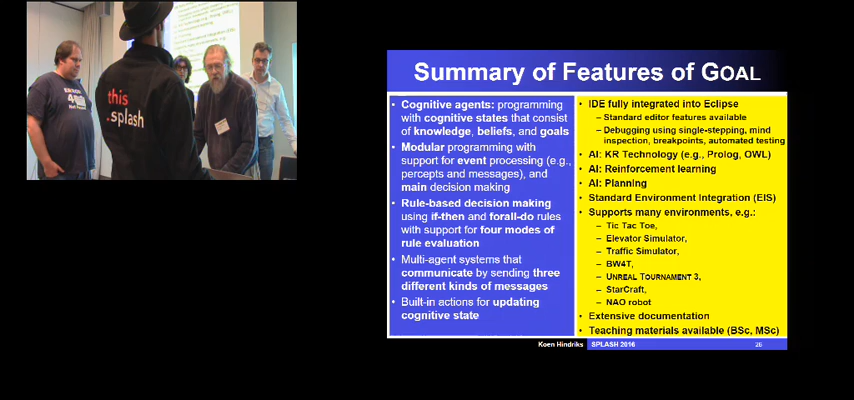 this
.splash
Summary of Features of GOAL
• Cognitive agents: programming
with cognitive states that consist
of knowledge, beliefs, and goals
• Modular programming with
support for event processing (e.g.,
percepts and messages), and
main decision making
• Rule-based decision making
using if-then and forall-do rules
with support for four modes of
rule evaluation
• Multi-agent systems that
communicate by sending three
different kinds of messages
• Built-in actions for updating
cognitive state
• IDE fully integrated into Eclipse
– Standard editor features available
– Debugging using single-stepping, mind
inspection, breakpoints, automated testing
• AI: KR Technology (e.g., Prolog, OWL)
• AI: Reinforcement learning
• AI: Planning
• Standard Environment Integration (EIS)
• Supports many environments, e.g.:
– Tic Tac Toe,
– Elevator Simulator,
– Traffic Simulator,
– BW4T,
– UNREAL TOURNAMENT 3,
– StarCraft,
– NAO robot
• Extensive documentation
• Teaching materials available (BSc, MSc)
Koen Hindriks SPLASH 2016 26